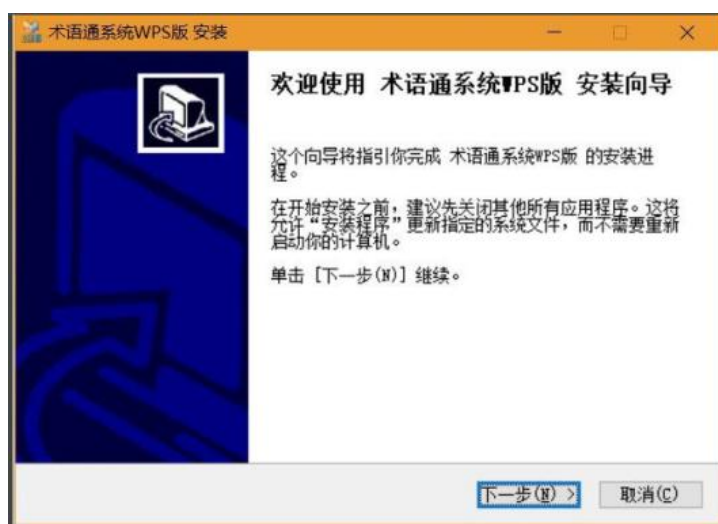 术语通系统WPS版 安装
欢迎使用 术语通系统WPS版 安装向导
这个向导将指引你完成 术语通系统WPS版 的安装进
程。
在开始安装之前，建议先关闭其他所有应用程序。这将
允许“安装程序”更新指定的系统文件，而不需要重新
启动你的计算机。
单击 [下一步(N)] 继续。
下一步(N) >
取消(C)